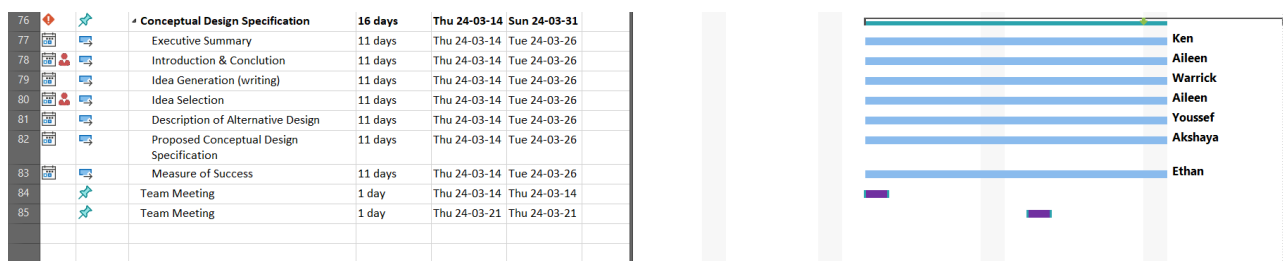 76 Conceptual Design Specification 16 days Thu 24-03-14 Sun 24-03-31
77 Executive Summary 11 days Thu 24-03-14 Tue 24-03-26 Ken
78 Introduction & Conclution 11 days Thu 24-03-14 Tue 24-03-26 Aileen
79 Idea Generation (writing) 11 days Thu 24-03-14 Tue 24-03-26 Warrick
80 Idea Selection 11 days Thu 24-03-14 Tue 24-03-26 Aileen
81 Description of Alternative Design 11 days Thu 24-03-14 Tue 24-03-26 Youssef
82 Proposed Conceptual Design 11 days Thu 24-03-14 Tue 24-03-26 Akshaya
Specification
83 Measure of Success 11 days Thu 24-03-14 Tue 24-03-26 Ethan
84 Team Meeting 1 day Thu 24-03-14 Thu 24-03-14
85 Team Meeting 1 day Thu 24-03-21 Thu 24-03-21